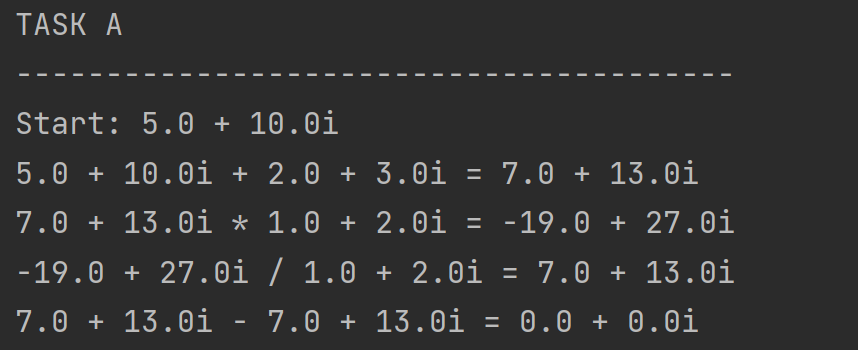 TASK A
----------------------------------------
Start: 5.0 + 10.0i
5.0 + 10.0i + 2.0 + 3.0i = 7.0 + 13.0i
7.0 + 13.0i * 1.0 + 2.0i = -19.0 + 27.0i
-19.0 + 27.0i / 1.0 + 2.0i = 7.0 + 13.0i
7.0 + 13.0i - 7.0 + 13.0i = 0.0 + 0.0i